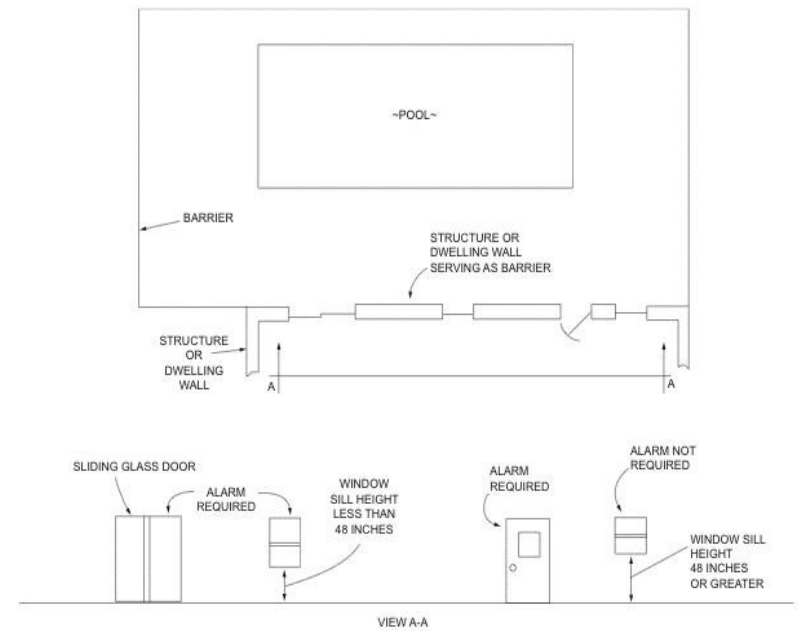 ~POOL~
BARRIER
STRUCTURE OR
DWELLING WALL
SERVING AS BARRIER
STRUCTURE
OR
DWELLING
WALL
A
A
SLIDING GLASS DOOR
ALARM
REQUIRED
WINDOW
SILL HEIGHT
LESS THAN
48 INCHES
ALARM
REQUIRED
ALARM NOT
REQUIRED
WINDOW SILL
HEIGHT
48 INCHES
OR GREATER
VIEW A-A